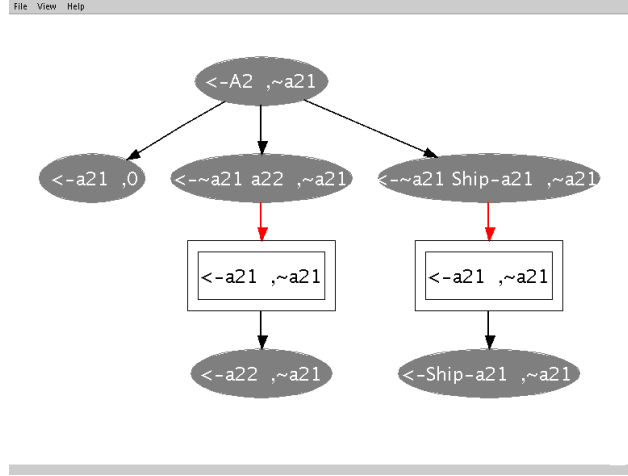 File View Help
<-A2 ,~a21
<-a21 ,0
<-~a21 a22 ,~a21
<-~a21 Ship-a21 ,~a21
<-a21 ,~a21
<-a21 ,~a21
<-a22 ,~a21
<-Ship-a21 ,~a21